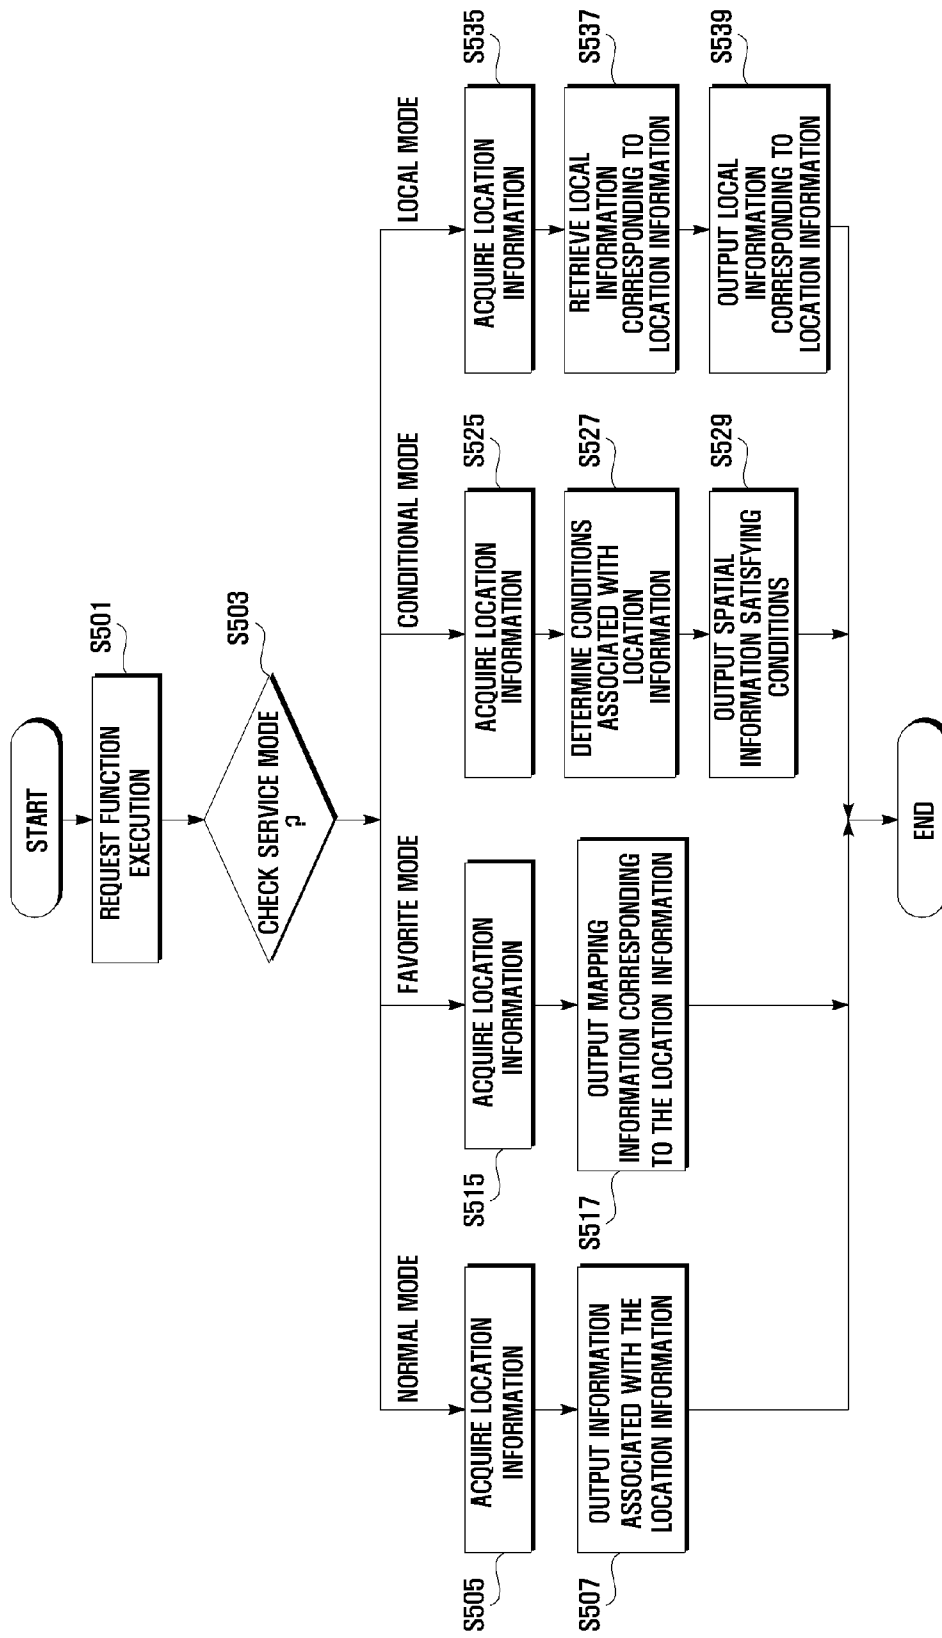 START
S501
REQUEST FUNCTION
EXECUTION
S503
CHECK SERVICE MODE
?
NORMAL MODE
S505
ACQUIRE LOCATION
INFORMATION
S507
OUTPUT INFORMATION
ASSOCIATED WITH THE
LOCATION INFORMATION
FAVORITE MODE
S515
ACQUIRE LOCATION
INFORMATION
S517
OUTPUT MAPPING
INFORMATION CORRESPONDING
TO THE LOCATION INFORMATION
CONDITIONAL MODE
S525
ACQUIRE LOCATION
INFORMATION
S527
DETERMINE CONDITIONS
ASSOCIATED WITH
LOCATION
INFORMATION
S529
OUTPUT SPATIAL
INFORMATION SATISFYING
CONDITIONS
LOCAL MODE
S535
ACQUIRE LOCATION
INFORMATION
S537
RETRIEVE LOCAL
INFORMATION
CORRESPONDING TO
LOCATION INFORMATION
S539
OUTPUT LOCAL
INFORMATION
CORRESPONDING TO
LOCATION INFORMATION
END